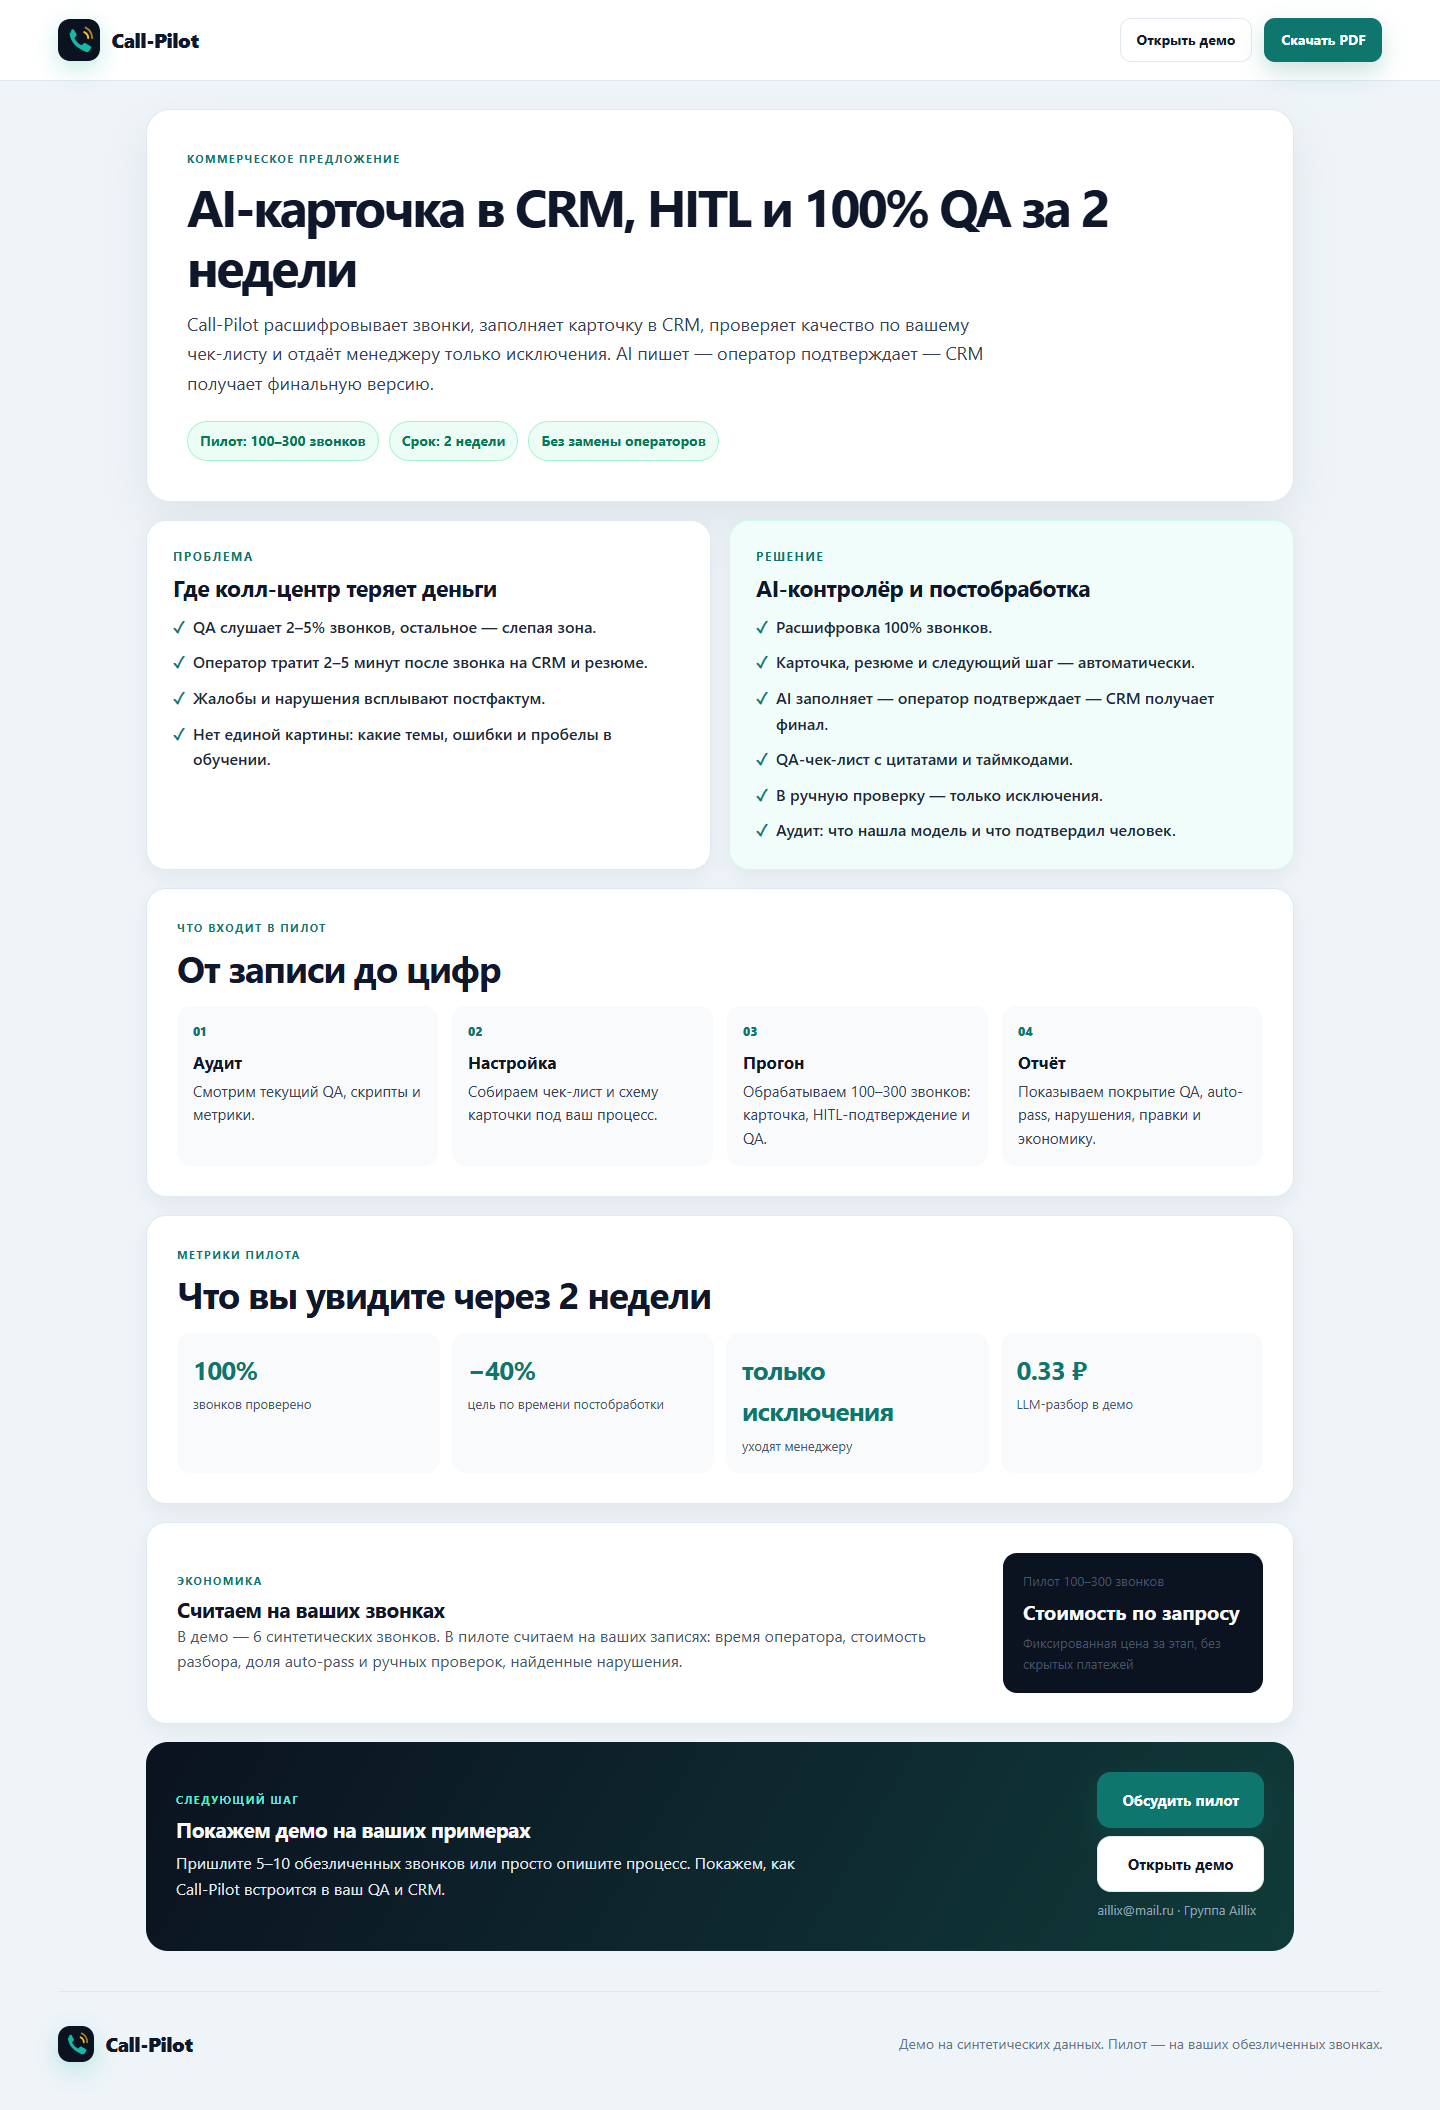 Call-Pilot
Открыть демо
Скачать PDF
КОММЕРЧЕСКОЕ ПРЕДЛОЖЕНИЕ
AI-карточка в CRM, HITL и 100% QA за 2
недели
Call-Pilot расшифровывает звонки, заполняет карточку в CRM, проверяет качество по вашему
чек-листу и отдаёт менеджеру только исключения. AI пишет — оператор подтверждает — CRM
получает финальную версию.
Пилот: 100–300 звонков
Срок: 2 недели
Без замены операторов
ПРОБЛЕМА
Где колл-центр теряет деньги
✓ QA слушает 2–5% звонков, остальное — слепая зона.
✓ Оператор тратит 2–5 минут после звонка на CRM и резюме.
✓ Жалобы и нарушения всплывают постфактум.
✓ Нет единой картины: какие темы, ошибки и пробелы в
обучении.
РЕШЕНИЕ
AI-контролёр и постобработка
✓ Расшифровка 100% звонков.
✓ Карточка, резюме и следующий шаг — автоматически.
✓ AI заполняет — оператор подтверждает — CRM получает
финал.
✓ QA-чек-лист с цитатами и таймкодами.
✓ В ручную проверку — только исключения.
✓ Аудит: что нашла модель и что подтвердил человек.
ЧТО ВХОДИТ В ПИЛОТ
От записи до цифр
01
Аудит
Смотрим текущий QA, скрипты и
метрики.
02
Настройка
Собираем чек-лист и схему
карточки под ваш процесс.
03
Прогон
Обрабатываем 100–300 звонков:
карточка, HITL-подтверждение и
QA.
04
Отчёт
Показываем покрытие QA, auto-
pass, нарушения, правки и
экономику.
МЕТРИКИ ПИЛОТА
Что вы увидите через 2 недели
100%
звонков проверено
−40%
цель по времени постобработки
только
исключения
уходят менеджеру
0.33 ₽
LLM-разбор в демо
ЭКОНОМИКА
Считаем на ваших звонках
В демо — 6 синтетических звонков. В пилоте считаем на ваших записях: время оператора, стоимость
разбора, доля auto-pass и ручных проверок, найденные нарушения.
Пилот 100–300 звонков
Стоимость по запросу
Фиксированная цена за этап, без
скрытых платежей
СЛЕДУЮЩИЙ ШАГ
Покажем демо на ваших примерах
Пришлите 5–10 обезличенных звонков или просто опишите процесс. Покажем, как
Call-Pilot встроится в ваш QA и CRM.
Обсудить пилот
Открыть демо
aillix@mail.ru · Группа Aillix
Call-Pilot
Демо на синтетических данных. Пилот — на ваших обезличенных звонках.